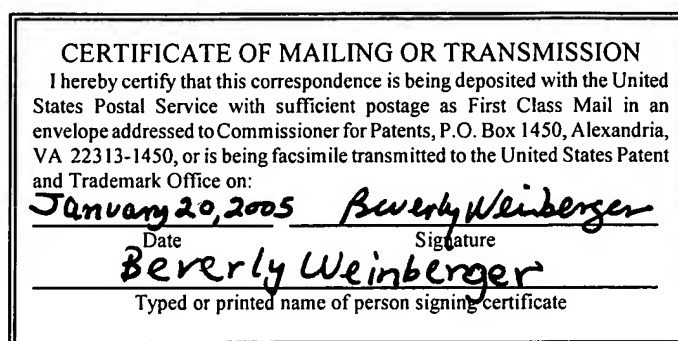 CERTIFICATE OF MAILING OR TRANSMISSION
I hereby certify that this correspondence is being deposited with the United
States Postal Service with sufficient postage as First Class Mail in an
envelope addressed to Commissioner for Patents, P.O. Box 1450, Alexandria,
VA 22313-1450, or is being facsimile transmitted to the United States Patent
and Trademark Office on:
January 20, 2005 Beverly Weinberger
Date Signature
Beverly Weinberger
Typed or printed name of person signing certificate